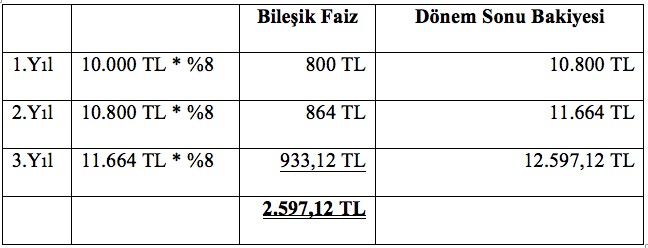 Bileşik Faiz Dönem Sonu Bakiyesi
1.Yıl 10.000 TL * %8 800 TL 10.800 TL
2.Yıl 10.800 TL * %8 864 TL 11.664 TL
3.Yıl 11.664 TL * %8 933,12 TL 12.597,12 TL
2.597,12 TL